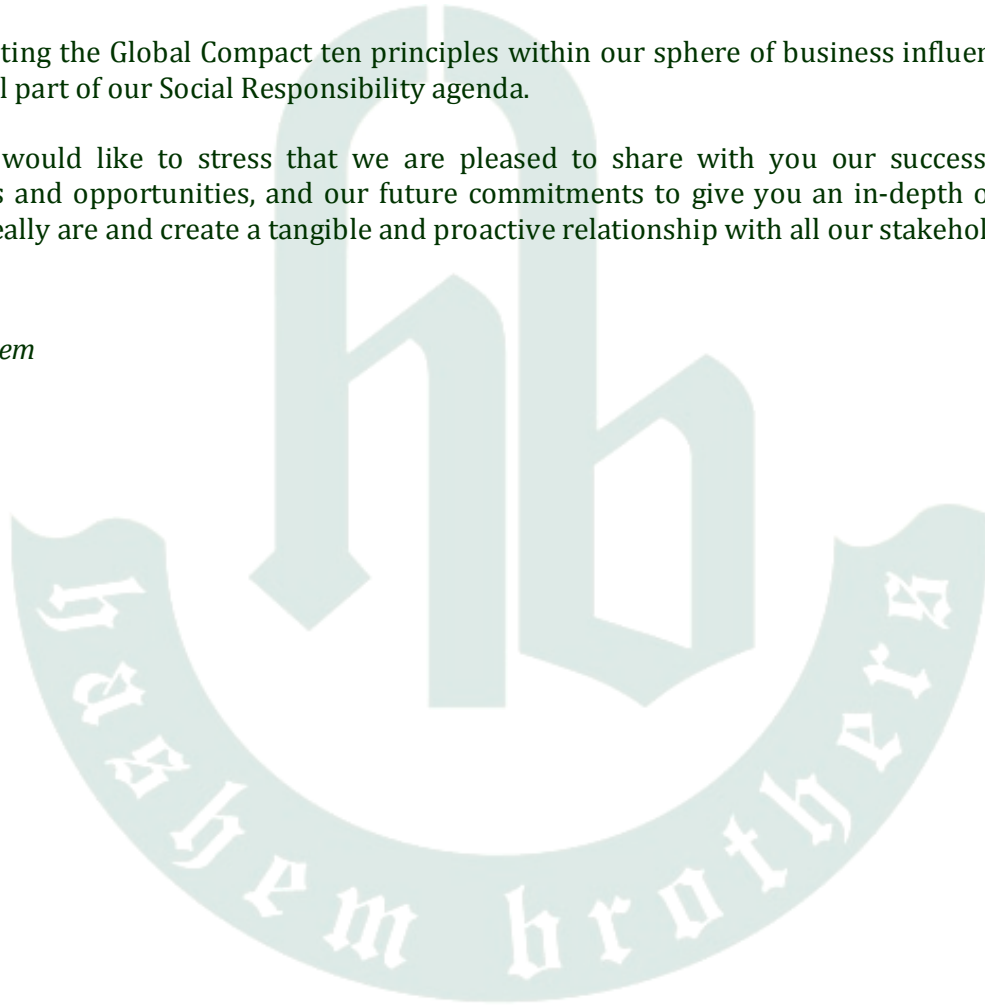 ting the Global Compact ten principles within our sphere of business influen
l part of our Social Responsibility agenda.
would like to stress that we are pleased to share with you our success
s and opportunities, and our future commitments to give you an in-depth o
eally are and create a tangible and proactive relationship with all our stakehol
em
hb
hashem brothers